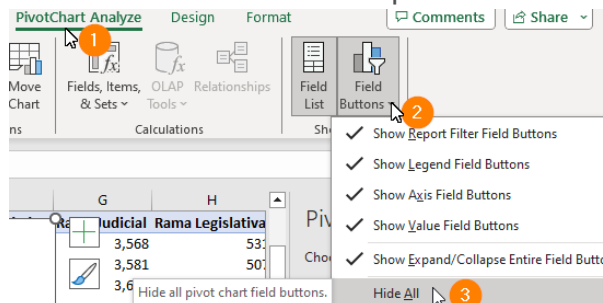 PivotChart Analyze Design Format Comments Share
1
Move Chart
Fields, Items, & Sets
OLAP Tools
Relationships
Field List
Field Buttons
2
ns Calculations
Show Report Filter Field Buttons
Show Legend Field Buttons
Show Axis Field Buttons
Show Value Field Buttons
Show Expand/Collapse Entire Field
Hide All 3
G H
Judicial Rama Legislativa
3,568
3,581
Hide all pivot chart field buttons.